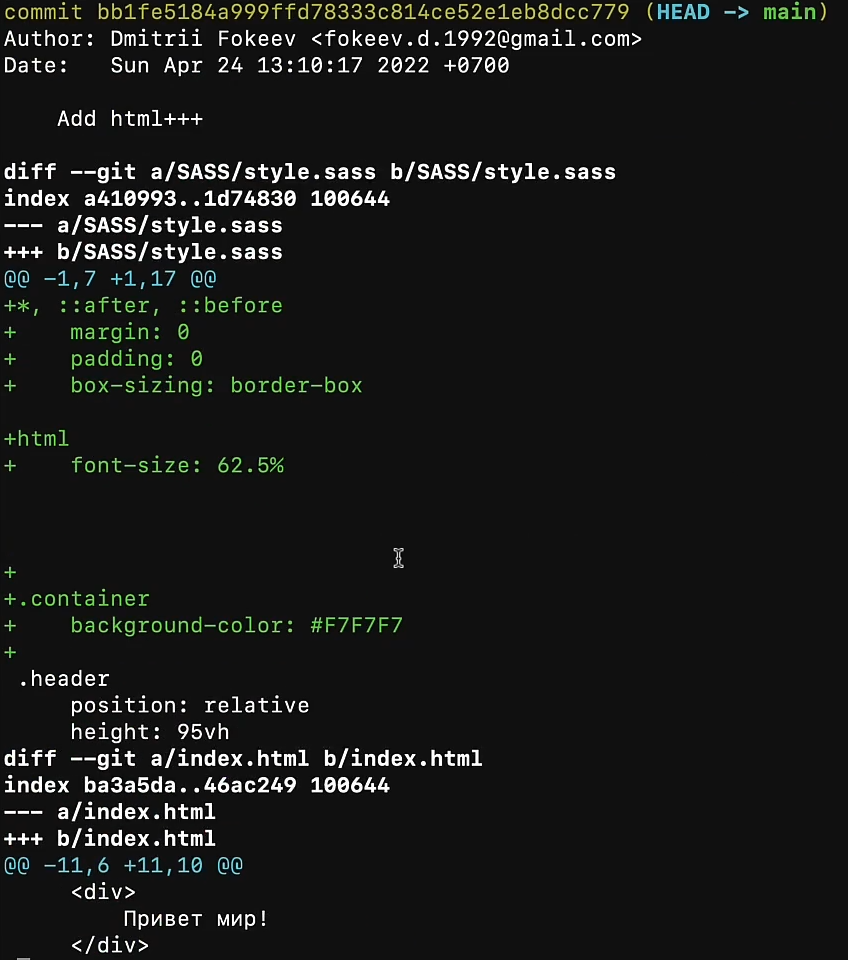 commit bb1fe5184a999ffd78333c814ce52e1eb8dcc779 (HEAD -> main)
Author: Dmitrii Fokeev <fokeev.d.1992@gmail.com>
Date:   Sun Apr 24 13:10:17 2022 +0700
    Add html+++
diff --git a/SASS/style.sass b/SASS/style.sass
index a410993..1d74830 100644
--- a/SASS/style.sass
+++ b/SASS/style.sass
@@ -1,7 +1,17 @@
+*, ::after, ::before
+    margin: 0
+    padding: 0
+    box-sizing: border-box
+html
+    font-size: 62.5%
+
+.container
+    background-color: #F7F7F7
+
 .header
     position: relative
     height: 95vh
diff --git a/index.html b/index.html
index ba3a5da..46ac249 100644
--- a/index.html
+++ b/index.html
@@ -11,6 +11,10 @@
     <div>
         Привет мир!
     </div>